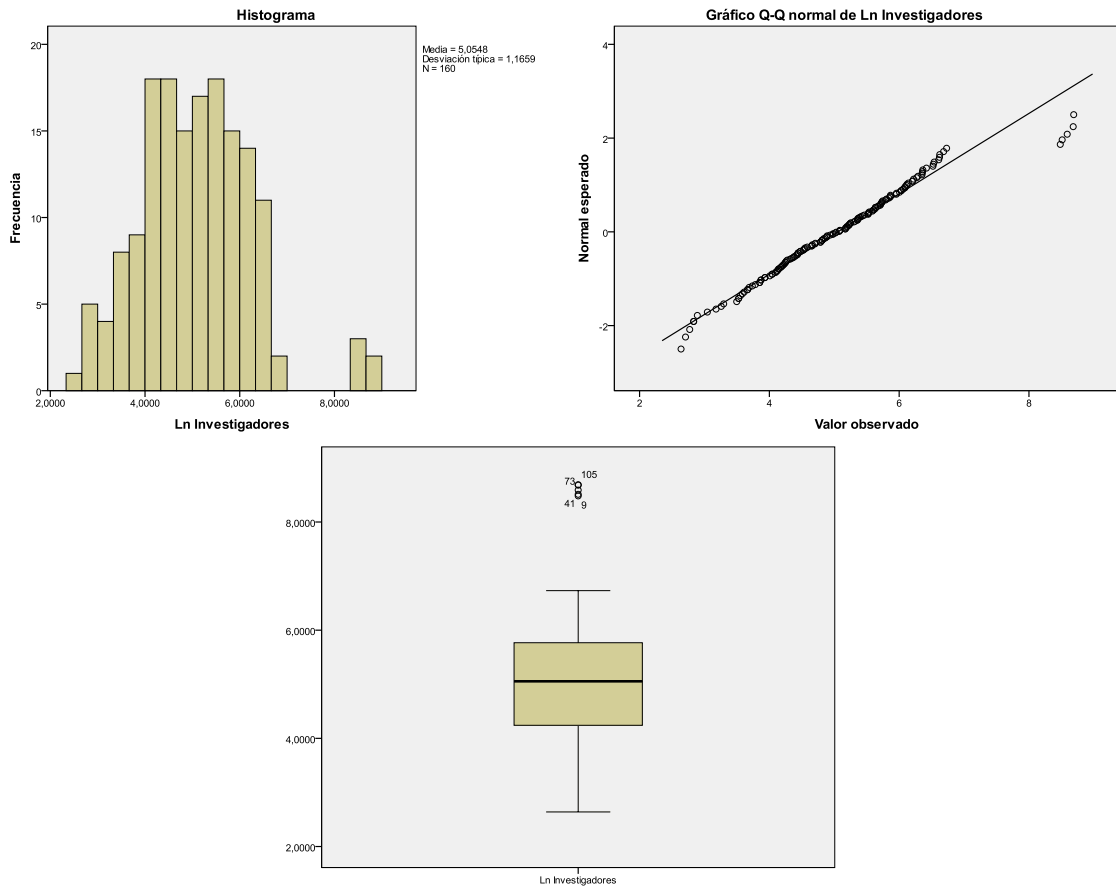 Histograma
Frecuencia
20
15
10
5
0
2,0000 4,0000 6,0000 8,0000
Ln Investigadores
Media = 5,0548
Desviación típica = 1,1659
N = 160
Gráfico Q-Q normal de Ln Investigadores
Normal esperado
4
2
0
-2
2 4 6 8
Valor observado
8,0000
6,0000
4,0000
2,0000
73 105
41 9
Ln Investigadores